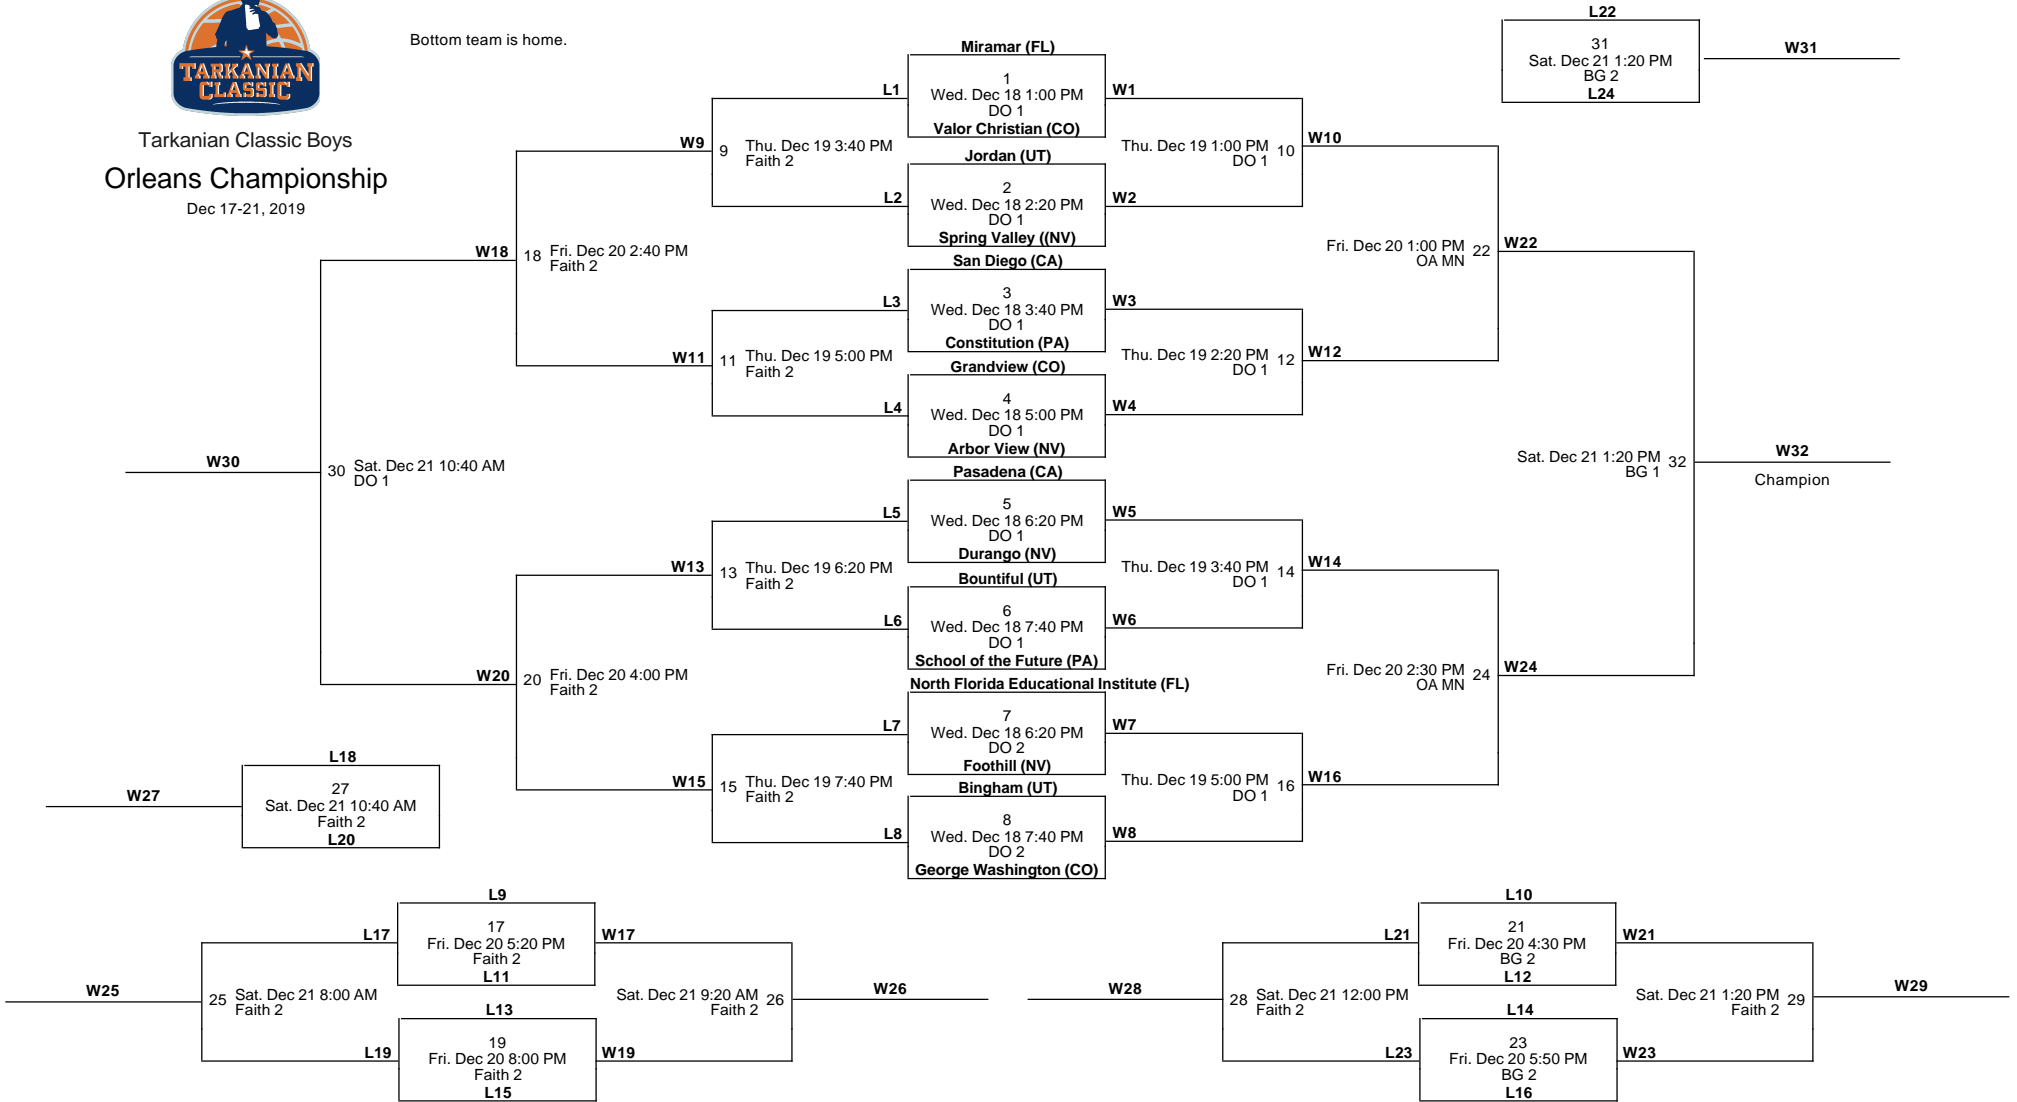 TARKANIAN
CLASSIC
Tarkanian Classic Boys
Orleans Championship
Dec 17-21, 2019
Bottom team is home.
L22
31
Sat. Dec 21 1:20 PM
BG 2
L24
W31
Miramar (FL)
1
Wed. Dec 18 1:00 PM
DO 1
Valor Christian (CO)
L1
W1
Jordan (UT)
2
Wed. Dec 18 2:20 PM
DO 1
Spring Valley ((NV)
L2
W2
W9
9 Thu. Dec 19 3:40 PM
Faith 2
Thu. Dec 19 1:00 PM 10
DO 1
W10
San Diego (CA)
3
Wed. Dec 18 3:40 PM
DO 1
Constitution (PA)
L3
W3
Grandview (CO)
4
Wed. Dec 18 5:00 PM
DO 1
Arbor View (NV)
L4
W4
W11
11 Thu. Dec 19 5:00 PM
Faith 2
Thu. Dec 19 2:20 PM 12
DO 1
W12
W18
18 Fri. Dec 20 2:40 PM
Faith 2
Fri. Dec 20 1:00 PM 22
OA MN
W22
W30
30 Sat. Dec 21 10:40 AM
DO 1
Sat. Dec 21 1:20 PM 32
BG 1
W32
Champion
Pasadena (CA)
5
Wed. Dec 18 6:20 PM
DO 1
Durango (NV)
L5
W5
Bountiful (UT)
6
Wed. Dec 18 7:40 PM
DO 1
School of the Future (PA)
L6
W6
W13
13 Thu. Dec 19 6:20 PM
Faith 2
Thu. Dec 19 3:40 PM 14
DO 1
W14
North Florida Educational Institute (FL)
7
Wed. Dec 18 6:20 PM
DO 2
Foothill (NV)
L7
W7
Bingham (UT)
8
Wed. Dec 18 7:40 PM
DO 2
George Washington (CO)
L8
W8
W15
15 Thu. Dec 19 7:40 PM
Faith 2
Thu. Dec 19 5:00 PM 16
DO 1
W16
W20
20 Fri. Dec 20 4:00 PM
Faith 2
Fri. Dec 20 2:30 PM 24
OA MN
W24
L18
27
Sat. Dec 21 10:40 AM
Faith 2
L20
W27
L9
17
Fri. Dec 20 5:20 PM
Faith 2
L11
L17
W17
L13
19
Fri. Dec 20 8:00 PM
Faith 2
L15
L19
W19
W25
25 Sat. Dec 21 8:00 AM
Faith 2
Sat. Dec 21 9:20 AM 26
Faith 2
W26
L10
21
Fri. Dec 20 4:30 PM
BG 2
L12
L21
W21
L14
23
Fri. Dec 20 5:50 PM
BG 2
L16
L23
W23
W28
28 Sat. Dec 21 12:00 PM
Faith 2
Sat. Dec 21 1:20 PM 29
Faith 2
W29